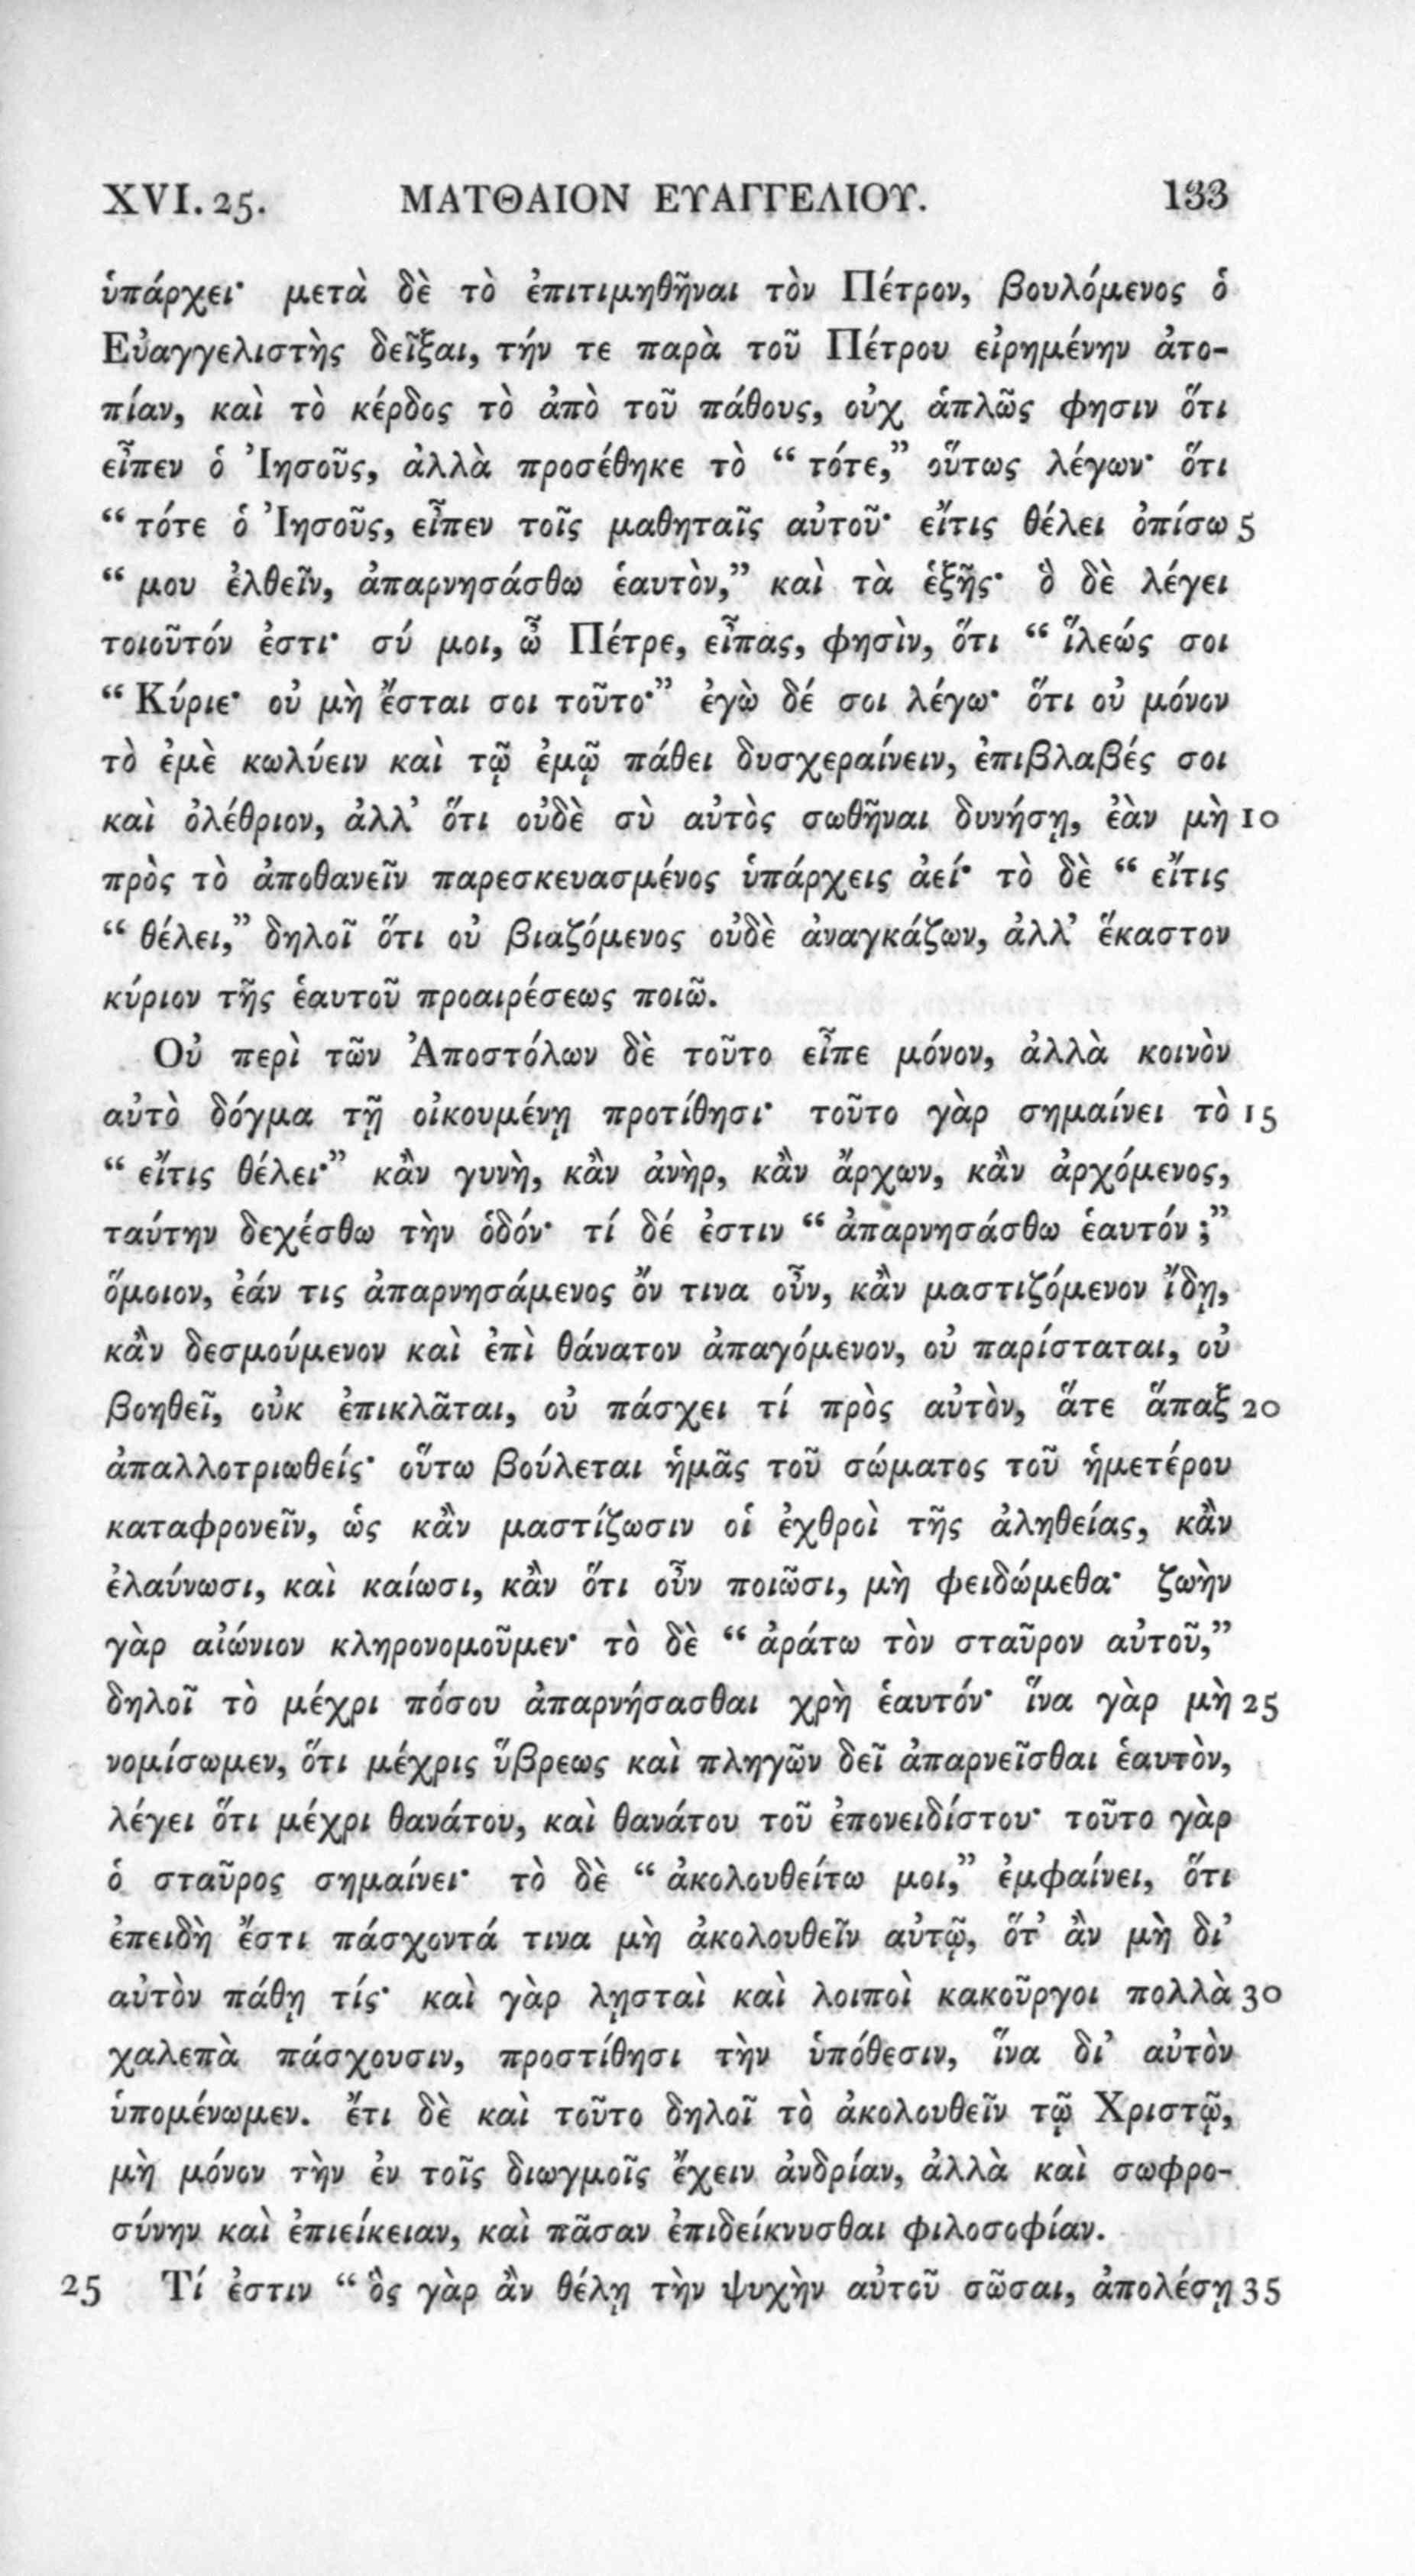 XVI. 25. ΜΑΤΘΑΙΟΝ ΕΥΑΓΓΕΛΙΟΥ. 133
ὑπάρχει· μετὰ δὲ τὸ ἐπιτιμηθῆναι τὸν Πέτρον, βουλόμενος ὁ
Εὐαγγελιστὴς δεῖξαι, τήν τε παρὰ τοῦ Πέτρου εἰρημένην ἀτο-
πίαν, καὶ τὸ κέρδος τὸ ἀπὸ τοῦ πάθους, οὐχ ἁπλῶς φησιν ὅτι
εἶπεν ὁ Ἰησοῦς, ἀλλὰ προσέθηκε τὸ “ τότε,” οὕτως λέγων· ὅτι
“ τότε ὁ Ἰησοῦς, εἶπεν τοῖς μαθηταῖς αὐτοῦ· εἴτις θέλει ὀπίσω 5
“ μου ἐλθεῖν, ἀπαρνησάσθω ἑαυτὸν,” καὶ τὰ ἑξῆς· ὃ δὲ λέγει
τοιοῦτόν ἐστι· σύ μοι, ὦ Πέτρε, εἶπας, φησὶν, ὅτι “ ἵλεώς σοι
“ Κύριε· οὐ μὴ ἔσται σοι τοῦτο·” ἐγὼ δέ σοι λέγω· ὅτι οὐ μόνον
τὸ ἐμὲ κωλύειν καὶ τῷ ἐμῷ πάθει δυσχεραίνειν, ἐπιβλαβές σοι
καὶ ὀλέθριον, ἀλλ’ ὅτι οὐδὲ σὺ αὐτὸς σωθῆναι δυνήσῃ, ἐὰν μὴ 10
πρὸς τὸ ἀποθανεῖν παρεσκευασμένος ὑπάρχεις ἀεί· τὸ δὲ “ εἴτις
“ θέλει,” δηλοῖ ὅτι οὐ βιαζόμενος οὐδὲ ἀναγκάζων, ἀλλ’ ἕκαστον
κύριον τῆς ἑαυτοῦ προαιρέσεως ποιῶ.
Οὐ περὶ τῶν Ἀποστόλων δὲ τοῦτο εἶπε μόνον, ἀλλὰ κοινὸν
αὐτὸ δόγμα τῇ οἰκουμένῃ προτίθησι· τοῦτο γὰρ σημαίνει τὸ 15
“ εἴτις θέλει·” κἂν γυνὴ, κἂν ἀνὴρ, κἂν ἄρχων, κἂν ἀρχόμενος,
ταύτην δεχέσθω τὴν ὁδόν· τί δέ ἐστιν “ ἀπαρνησάσθω ἑαυτόν ;”
ὅμοιον, ἐάν τις ἀπαρνησάμενος ὅν τινα οὖν, κἂν μαστιζόμενον ἴδῃ,
κἂν δεσμούμενον καὶ ἐπὶ θάνατον ἀπαγόμενον, οὐ παρίσταται, οὐ
βοηθεῖ, οὐκ ἐπικλᾶται, οὐ πάσχει τί πρὸς αὐτὸν, ἅτε ἅπαξ 20
ἀπαλλοτριωθείς· οὕτω βούλεται ἡμᾶς τοῦ σώματος τοῦ ἡμετέρου
καταφρονεῖν, ὡς κἂν μαστίζωσιν οἱ ἐχθροὶ τῆς ἀληθείας, κἂν
ἐλαύνωσι, καὶ καίωσι, κἂν ὅτι οὖν ποιῶσι, μὴ φειδώμεθα· ζωὴν
γὰρ αἰώνιον κληρονομοῦμεν· τὸ δὲ “ ἀράτω τὸν σταῦρον αὐτοῦ,”
δηλοῖ τὸ μέχρι πόσου ἀπαρνήσασθαι χρὴ ἑαυτόν· ἵνα γὰρ μὴ 25
νομίσωμεν, ὅτι μέχρις ὕβρεως καὶ πληγῶν δεῖ ἀπαρνεῖσθαι ἑαυτὸν,
λέγει ὅτι μέχρι θανάτου, καὶ θανάτου τοῦ ἐπονειδίστου· τοῦτο γὰρ
ὁ σταῦρος σημαίνει· τὸ δὲ “ ἀκολουθείτω μοι,” ἐμφαίνει, ὅτι
ἐπειδὴ ἔστι πάσχοντά τινα μὴ ἀκολουθεῖν αὐτῷ, ὅτ’ ἂν μὴ δι’
αὐτὸν πάθῃ τίς· καὶ γὰρ λῃσταὶ καὶ λοιποὶ κακοῦργοι πολλὰ 30
χαλεπὰ πάσχουσιν, προστίθησι τὴν ὑπόθεσιν, ἵνα δι’ αὐτὸν
ὑπομένωμεν. ἔτι δὲ καὶ τοῦτο δηλοῖ τὸ ἀκολουθεῖν τῷ Χριστῷ,
μὴ μόνον τὴν ἐν τοῖς διωγμοῖς ἔχειν ἀνδρίαν, ἀλλὰ καὶ σωφρο-
σύνην καὶ ἐπιείκειαν, καὶ πᾶσαν ἐπιδείκνυσθαι φιλοσοφίαν.
25 Τί ἐστιν “ ὃς γὰρ ἂν θέλῃ τὴν ψυχὴν αὐτοῦ σῶσαι, ἀπολέσῃ 35